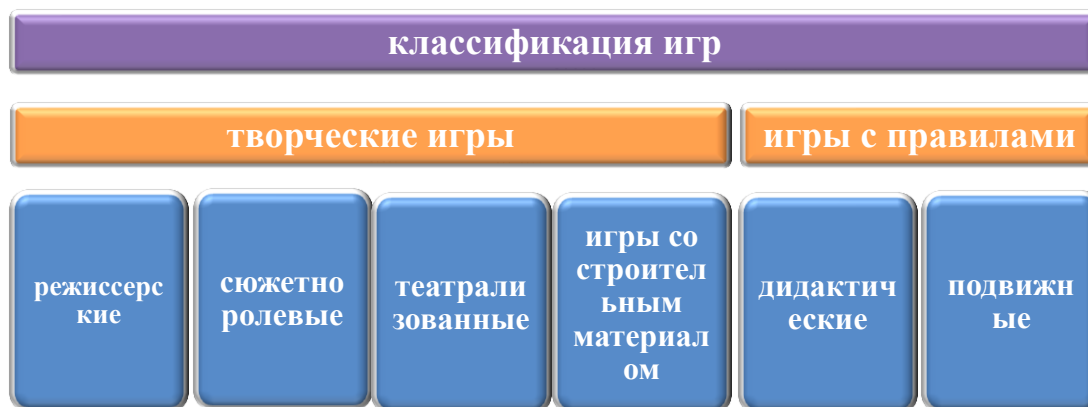 классификация игр
творческие игры
игры с правилами
режиссерс
кие
сюжетно
ролевые
театрали
зованные
игры со
строител
ьным
материал
ом
дидактич
еские
подвижн
ые